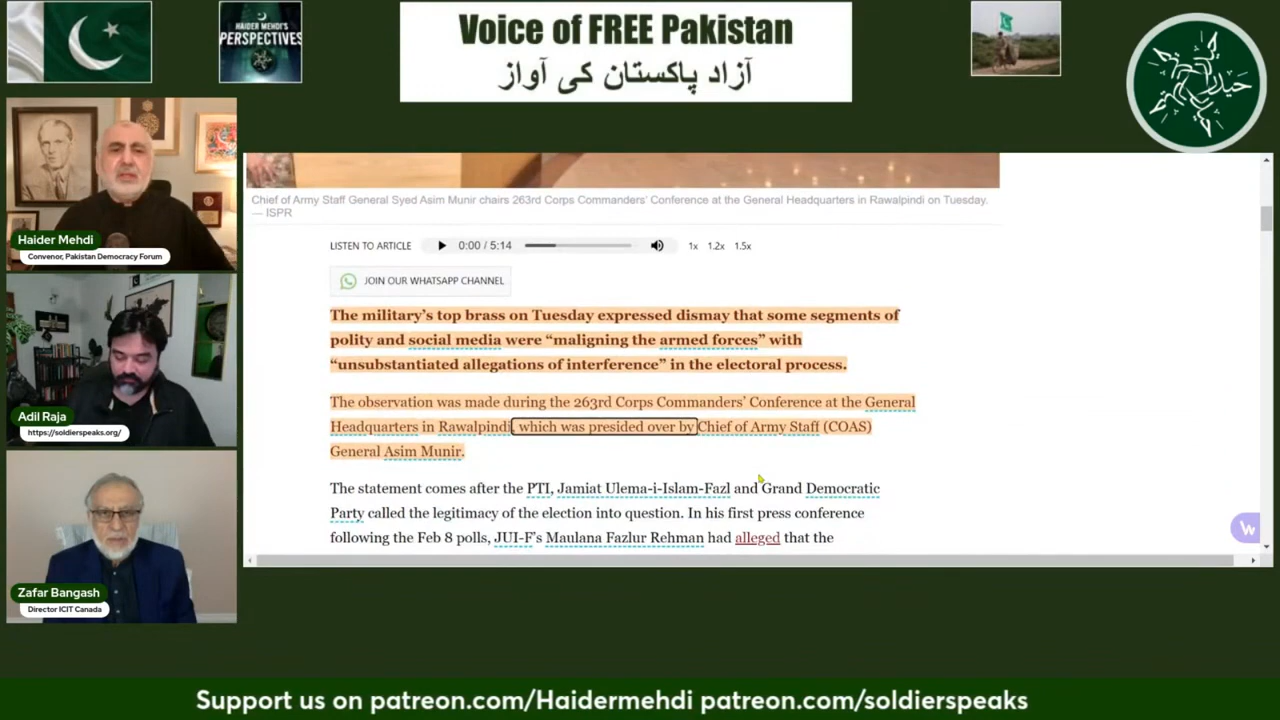 HAIDER MEHDI'S
PERSPECTIVES
Voice of FREE Pakistan
آزاد پاکستان کی آواز
حیدر
Haider Mehdi
Convenor, Pakistan Democracy Forum
Adil Raja
https://soldierspeaks.org/
Zafar Bangash
Director ICIT Canada
Chief of Army Staff General Syed Asim Munir chairs 263rd Corps Commanders' Conference at the General Headquarters in Rawalpindi on Tuesday.
— ISPR
LISTEN TO ARTICLE 0:00 / 5:14 1x 1.2x 1.5x
JOIN OUR WHATSAPP CHANNEL
The military's top brass on Tuesday expressed dismay that some segments of
polity and social media were “maligning the armed forces” with
“unsubstantiated allegations of interference” in the electoral process.
The observation was made during the 263rd Corps Commanders' Conference at the General
Headquarters in Rawalpindi, which was presided over by Chief of Army Staff (COAS)
General Asim Munir.
The statement comes after the PTI, Jamiat Ulema-i-Islam-Fazl and Grand Democratic
Party called the legitimacy of the election into question. In his first press conference
following the Feb 8 polls, JUI-F's Maulana Fazlur Rehman had alleged that the
W
Support us on patreon.com/Haidermehdi patreon.com/soldierspeaks